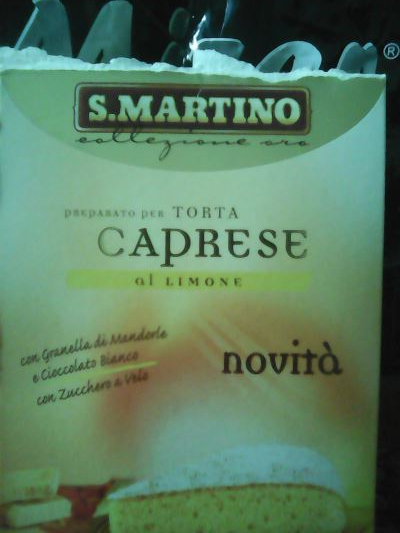 S.MARTINO
collezione oro
PREPARATO PER TORTA
CAPRESE
al LIMONE
con Granella di Mandorle
e Cioccolato Bianco
con Zucchero a Velo
novità